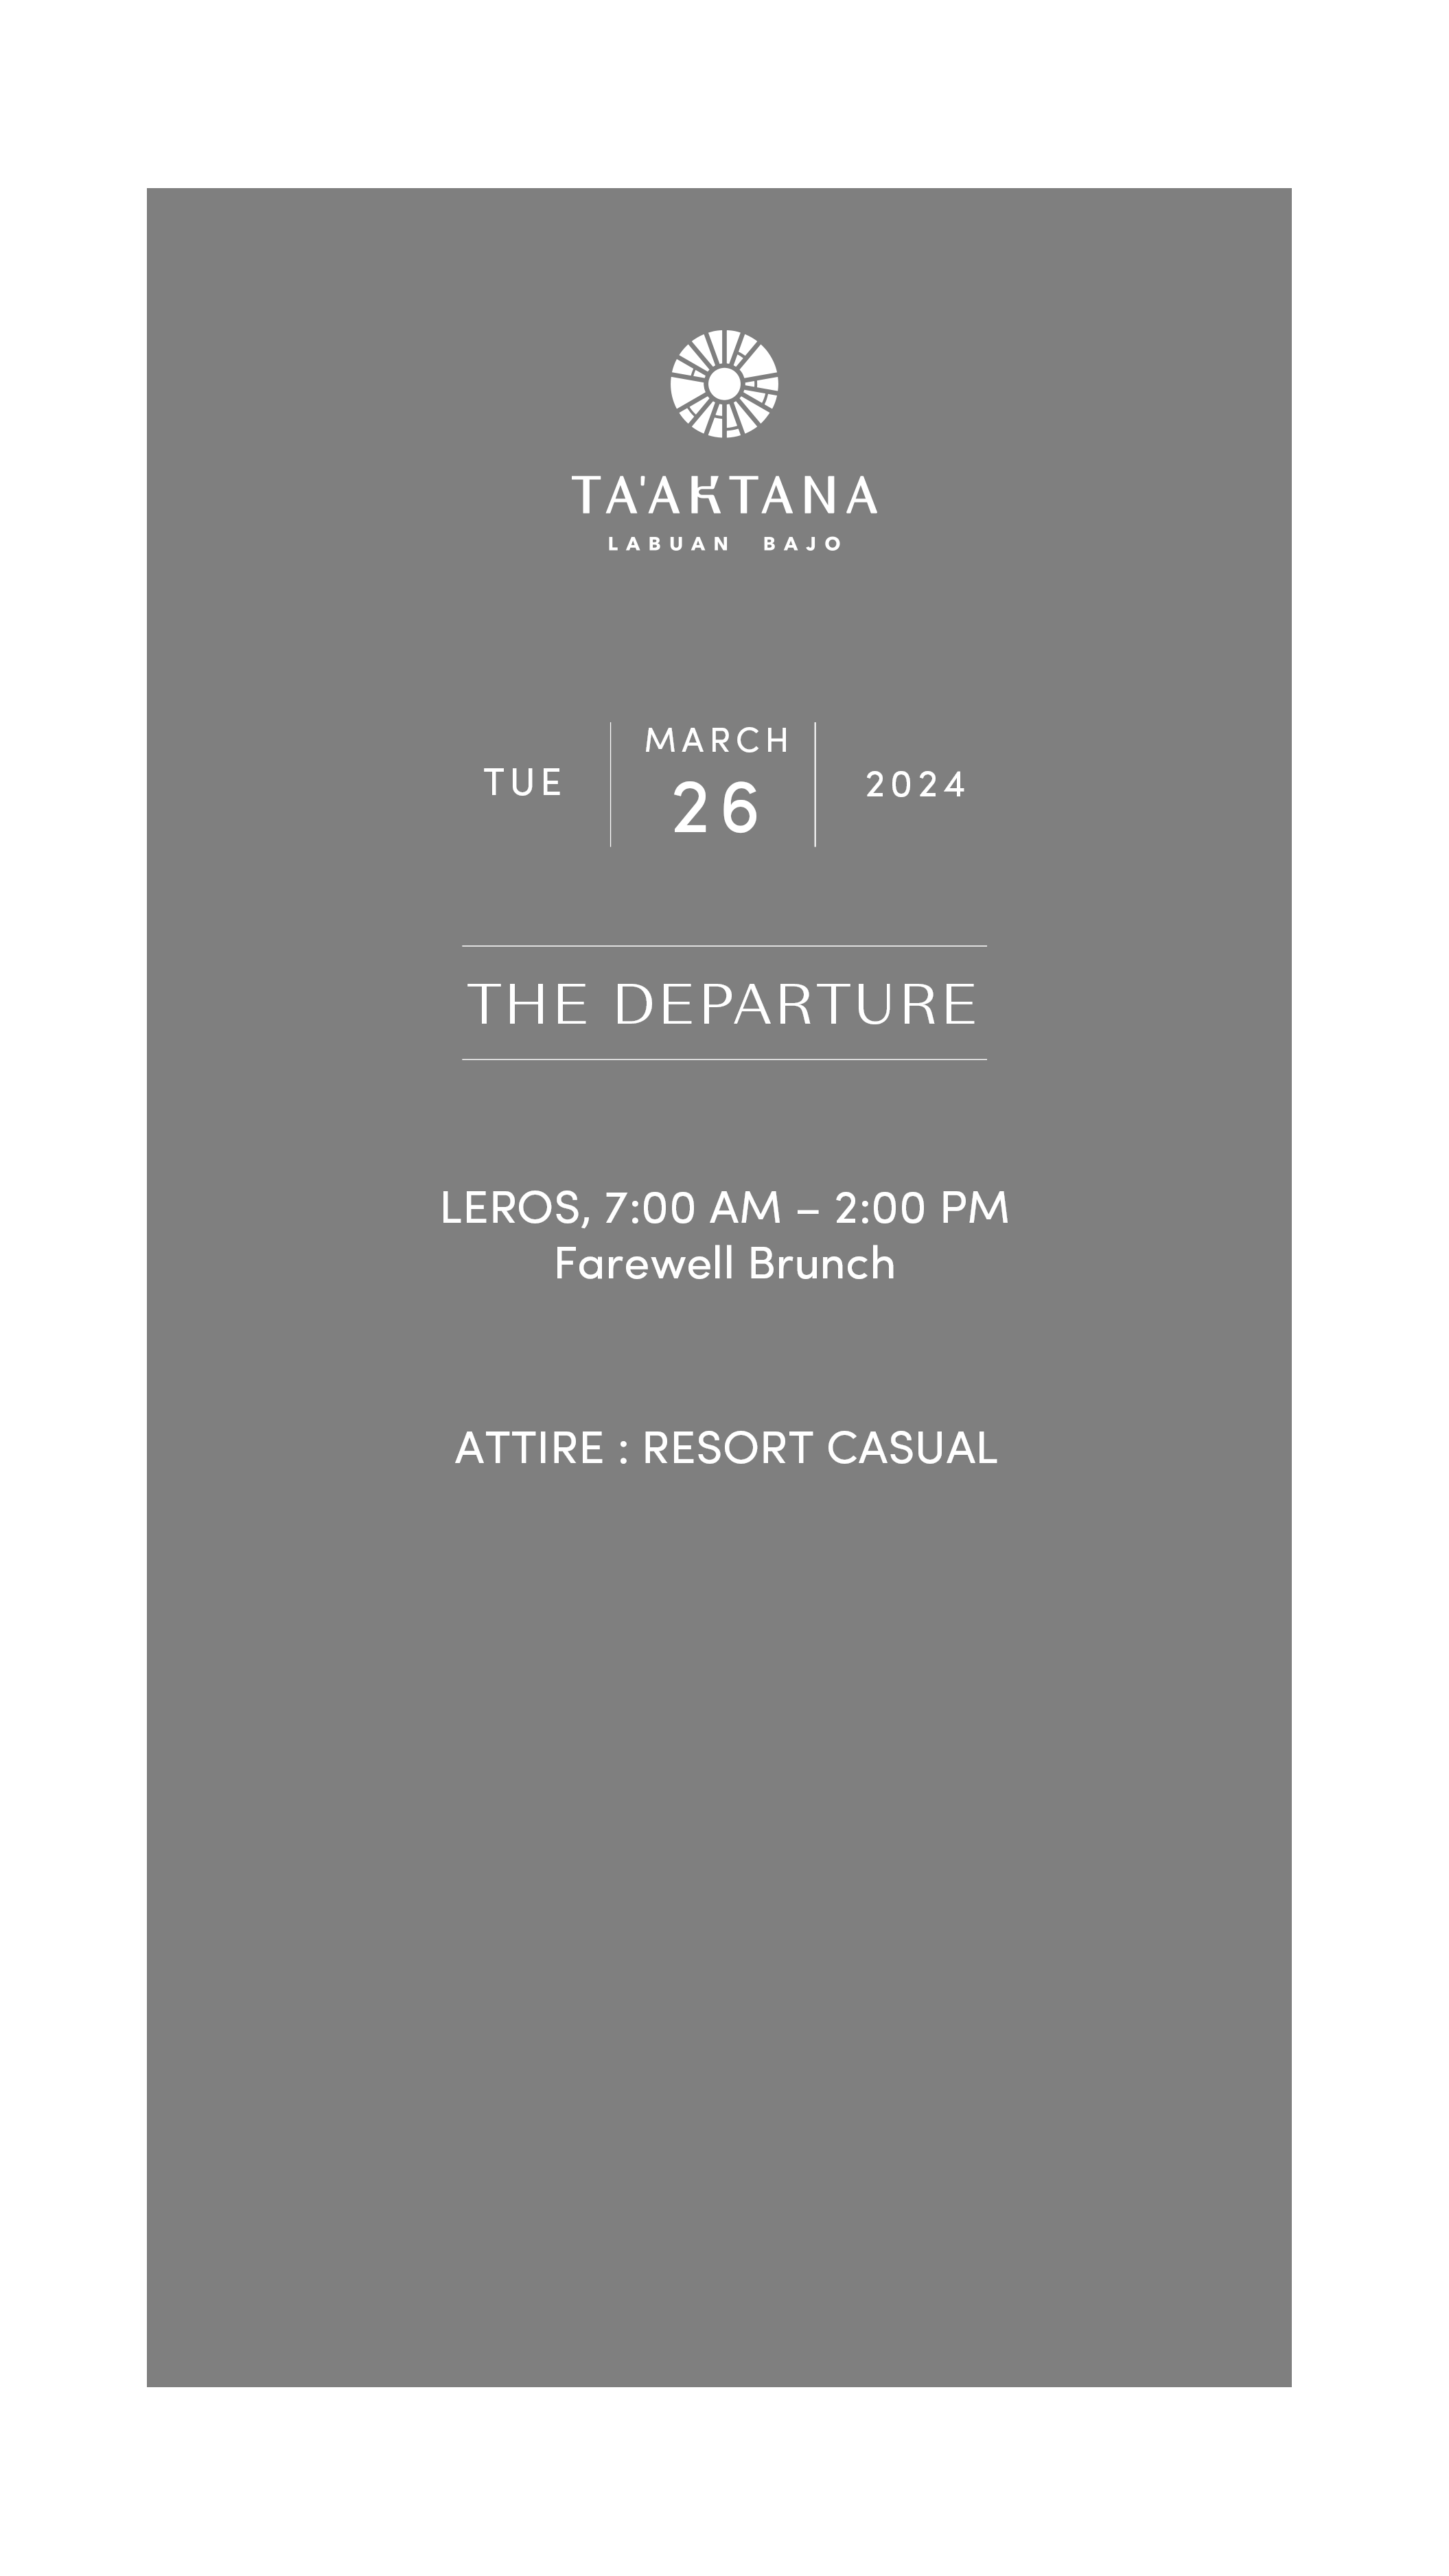 TA'AKTANA
LABUAN BAJO
TUE
MARCH
26
2024
THE DEPARTURE
LEROS, 7:00 AM – 2:00 PM
Farewell Brunch
ATTIRE : RESORT CASUAL